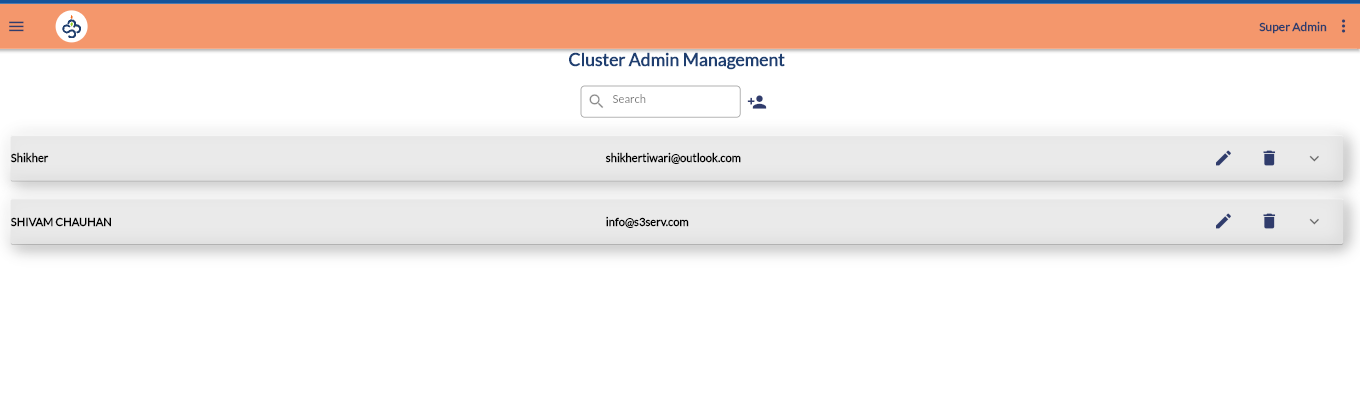 Super Admin
Cluster Admin Management
Search
Shikher shikhertiwari@outlook.com
SHIVAM CHAUHAN info@s3serv.com